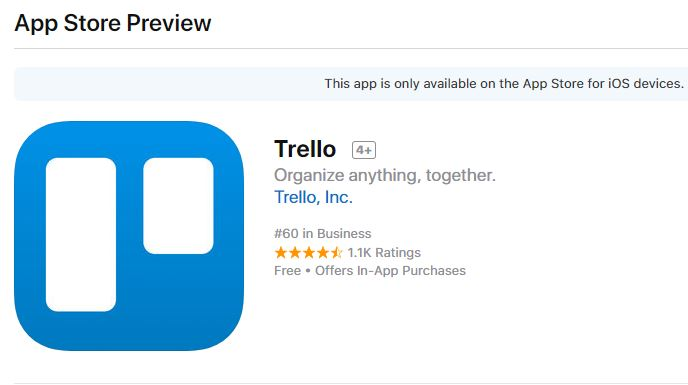 App Store Preview
This app is only available on the App Store for iOS devices.
Trello 4+
Organize anything, together.
Trello, Inc.
#60 in Business
1.1K Ratings
Free • Offers In-App Purchases